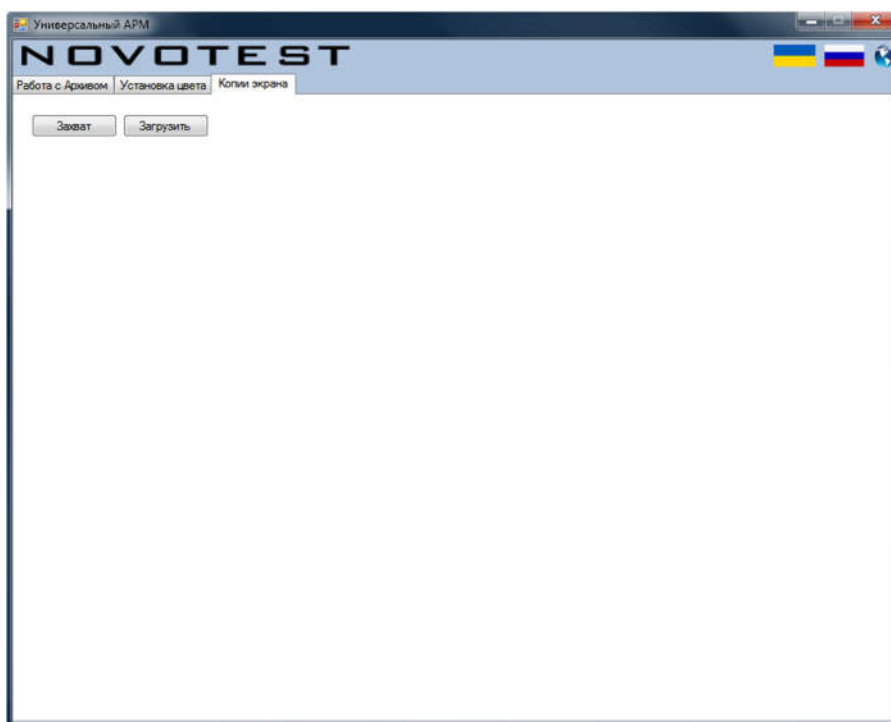 Универсальный АРМ
NOVOTEST
Работа с Архивом Установка цвета Копии экрана
Захват Загрузить